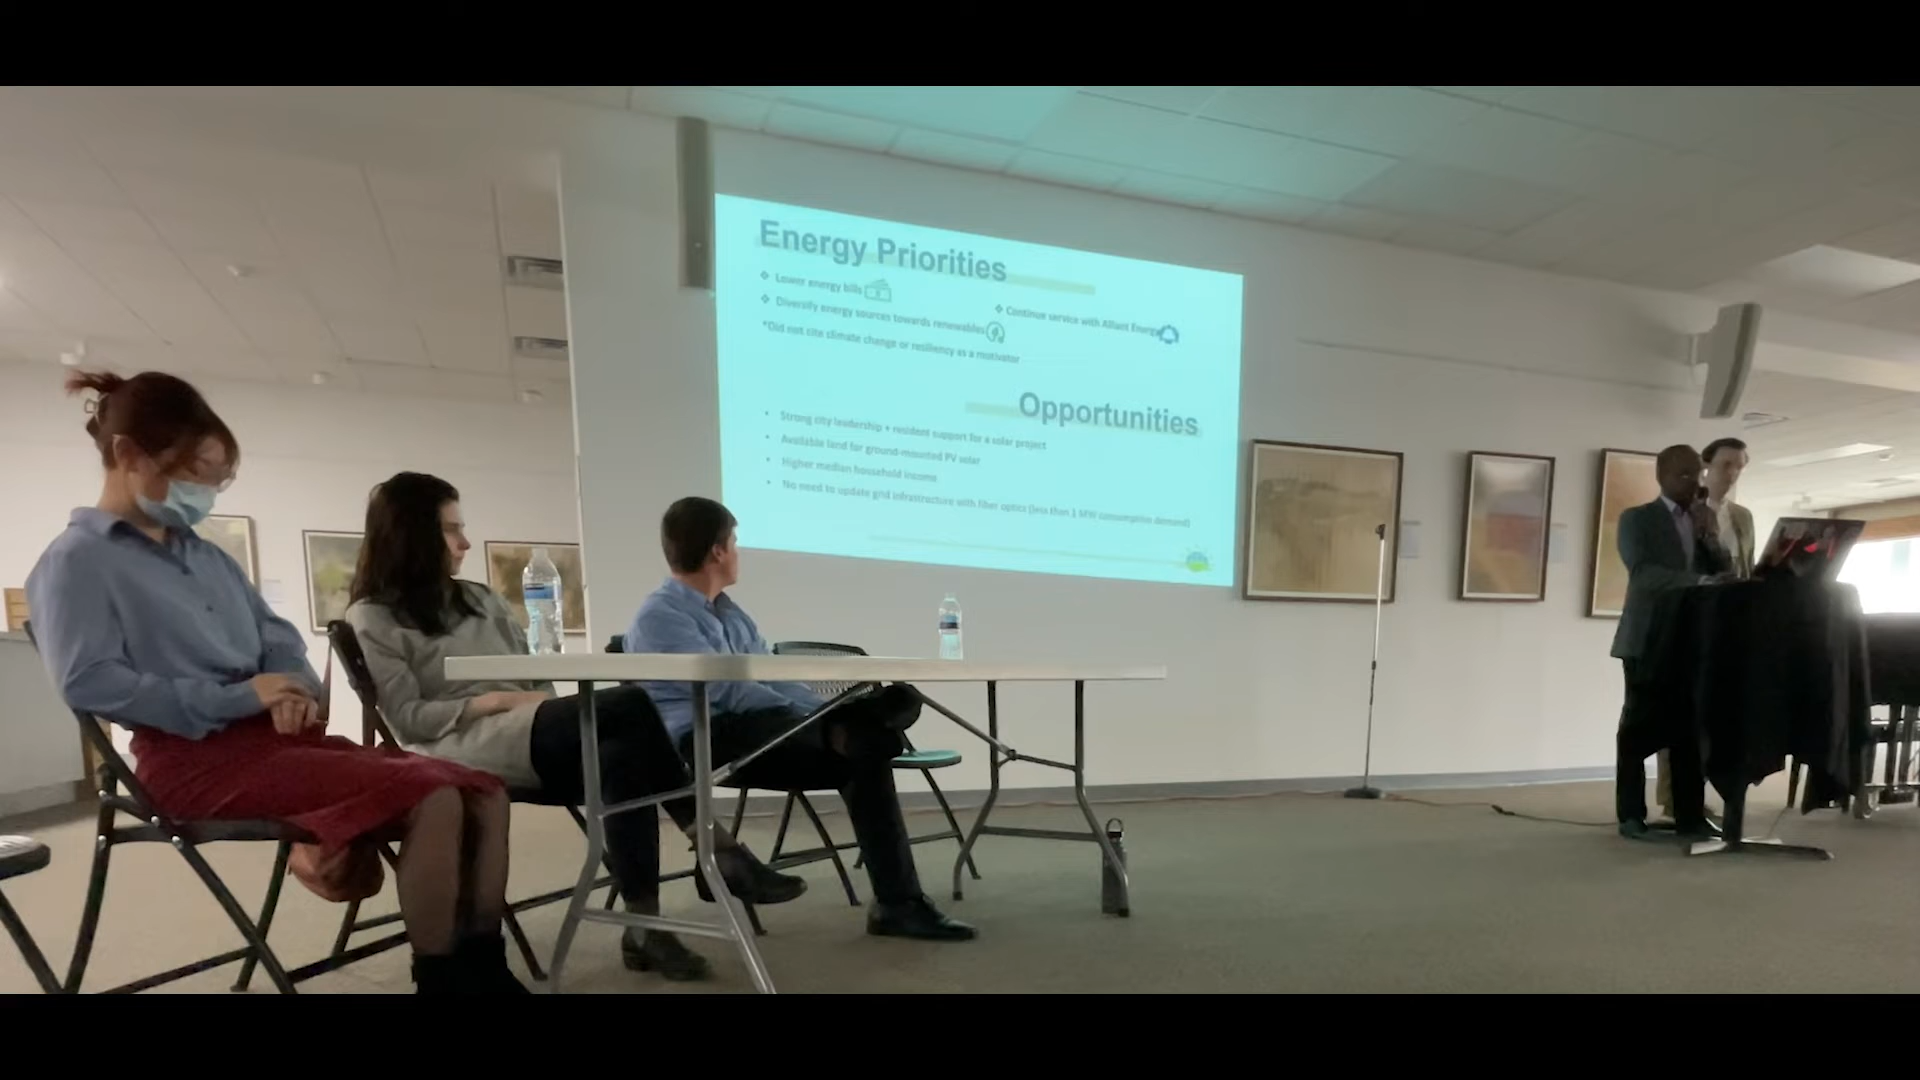 Energy Priorities
❖ Lower energy bills
❖ Diversify energy sources towards renewables
❖ Continue service with Alliant Energy
*Did not cite climate change or resiliency as a motivator
Opportunities
• Strong city leadership + resident support for a solar project
• Available land for ground-mounted PV solar
• Higher median household income
• No need to update grid infrastructure with fiber optics (less than 1 MW consumption demand)